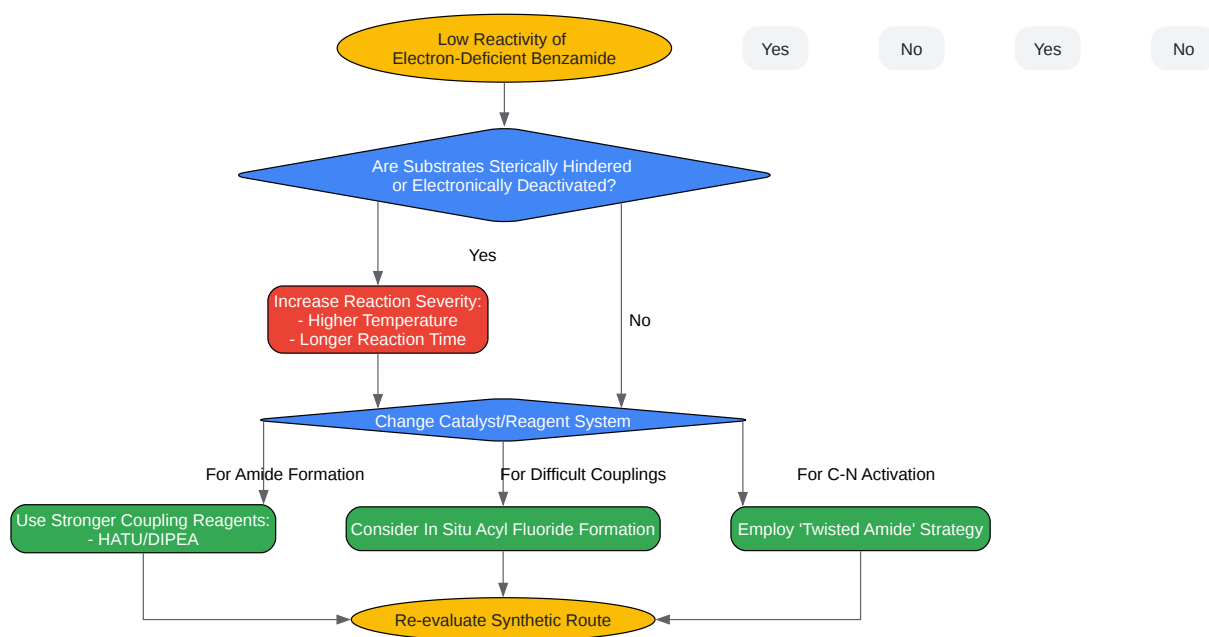 Low Reactivity of
Electron-Deficient Benzamide
Yes
No
Yes
No
Are Substrates Sterically Hindered
or Electronically Deactivated?
Yes
Increase Reaction Severity:
- Higher Temperature
- Longer Reaction Time
No
Change Catalyst/Reagent System
For Amide Formation
For Difficult Couplings
For C-N Activation
Use Stronger Coupling Reagents:
- HATU/DIPEA
Consider In Situ Acyl Fluoride Formation
Employ 'Twisted Amide' Strategy
Re-evaluate Synthetic Route